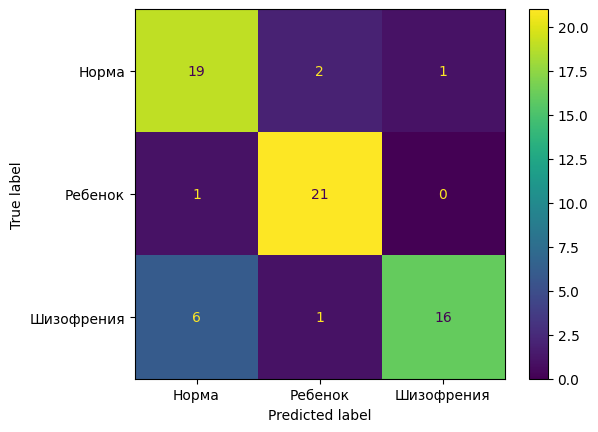 True label
Норма
19 2 1
Ребенок
1 21 0
Шизофрения
6 1 16
Норма Ребенок Шизофрения
Predicted label
20.0
17.5
15.0
12.5
10.0
7.5
5.0
2.5
0.0